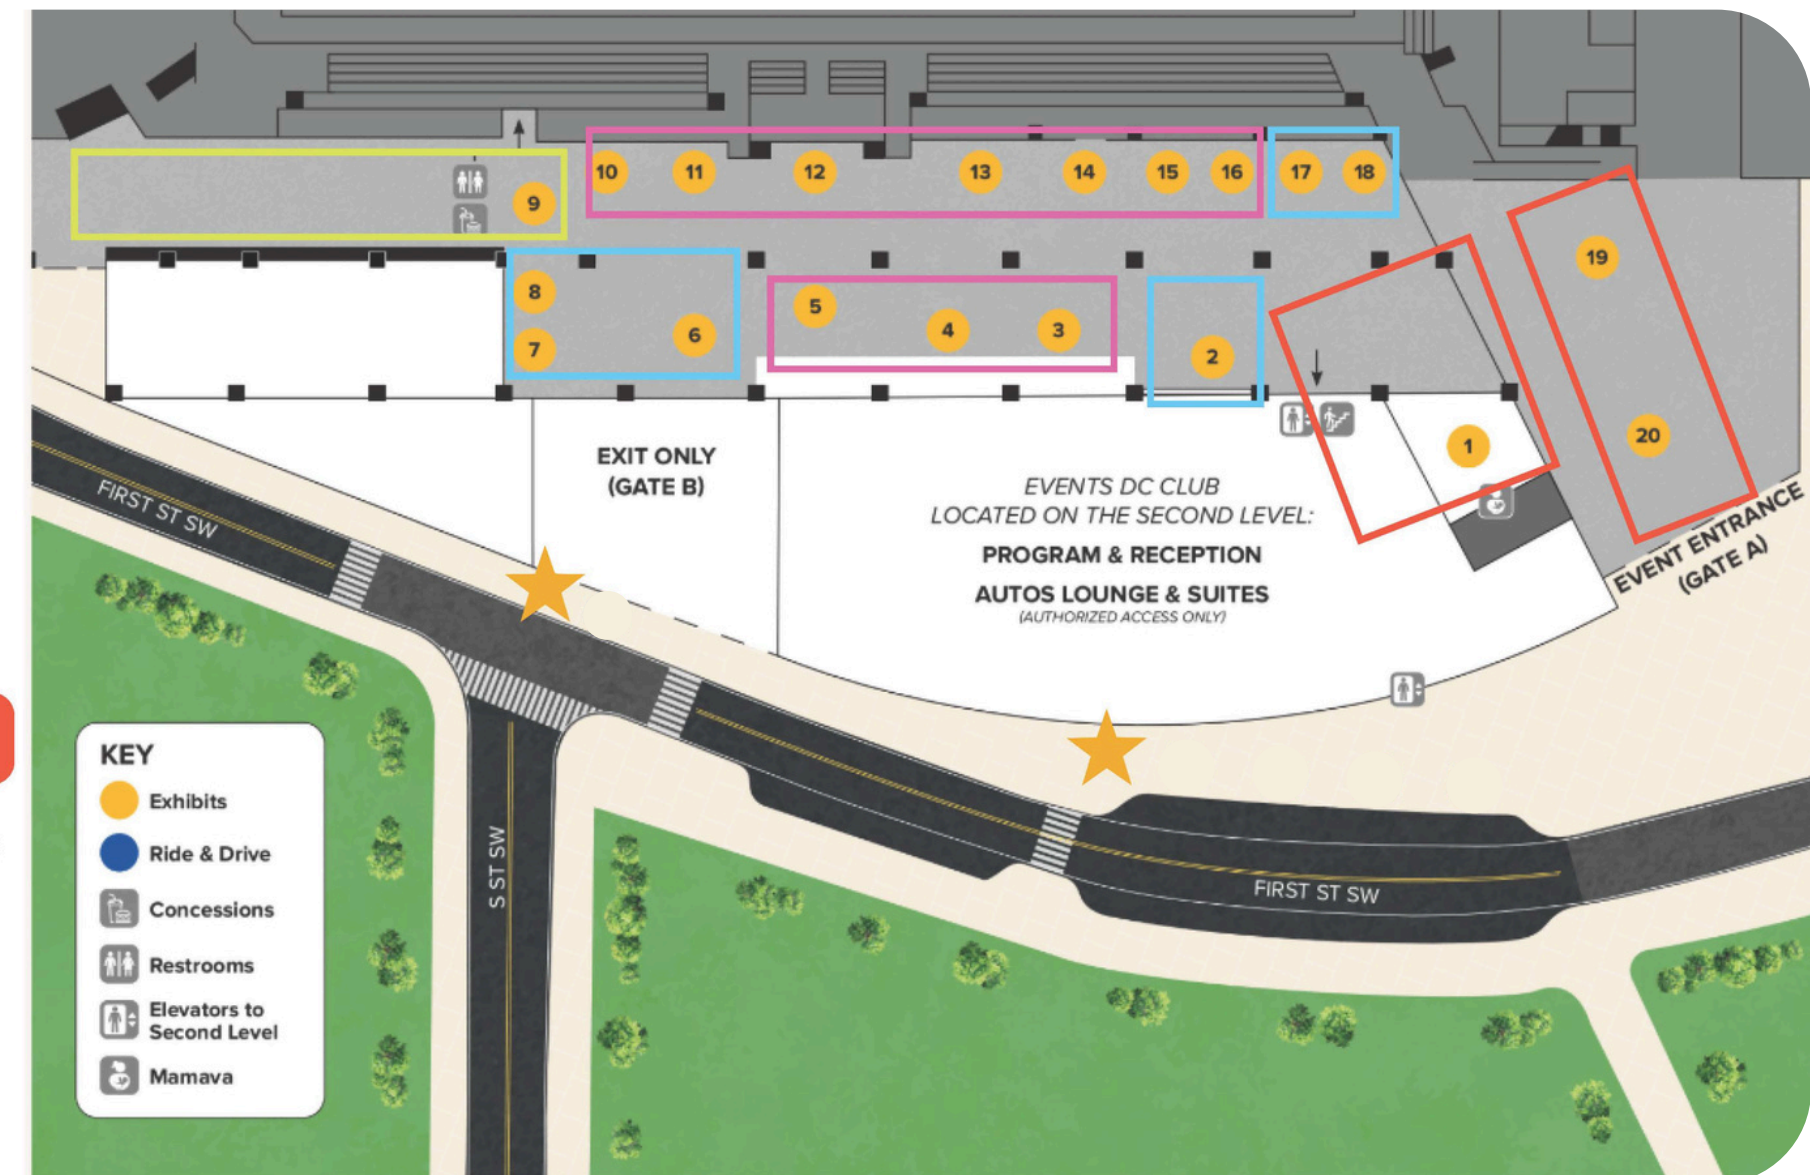 10
11
12
13
14
15
16
17
18
9
19
8
5
4
3
6
7
2
20
1
EXIT ONLY
(GATE B)
EVENTS DC CLUB
LOCATED ON THE SECOND LEVEL:
PROGRAM & RECEPTION
AUTOS LOUNGE & SUITES
(AUTHORIZED ACCESS ONLY)
EVENT ENTRANCE
(GATE A)
FIRST ST SW
S ST SW
FIRST ST SW
KEY
Exhibits
Ride & Drive
Concessions
Restrooms
Elevators to
Second Level
Mamava